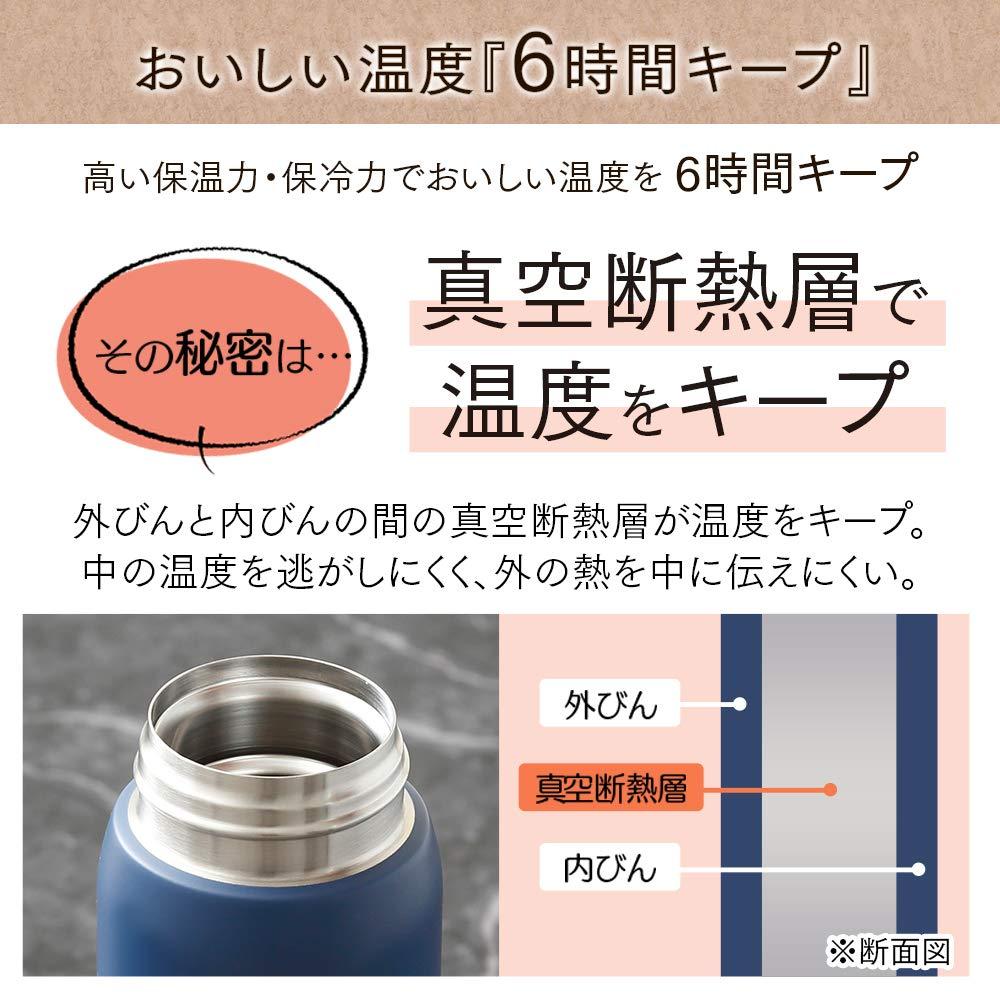 おいしい温度『6時間キープ』
高い保温力・保冷力でおいしい温度を 6時間キープ
その秘密は…
真空断熱層で
温度をキープ
外びんと内びんの間の真空断熱層が温度をキープ。
中の温度を逃がしにくく、外の熱を中に伝えにくい。
外びん
真空断熱層
内びん
※断面図